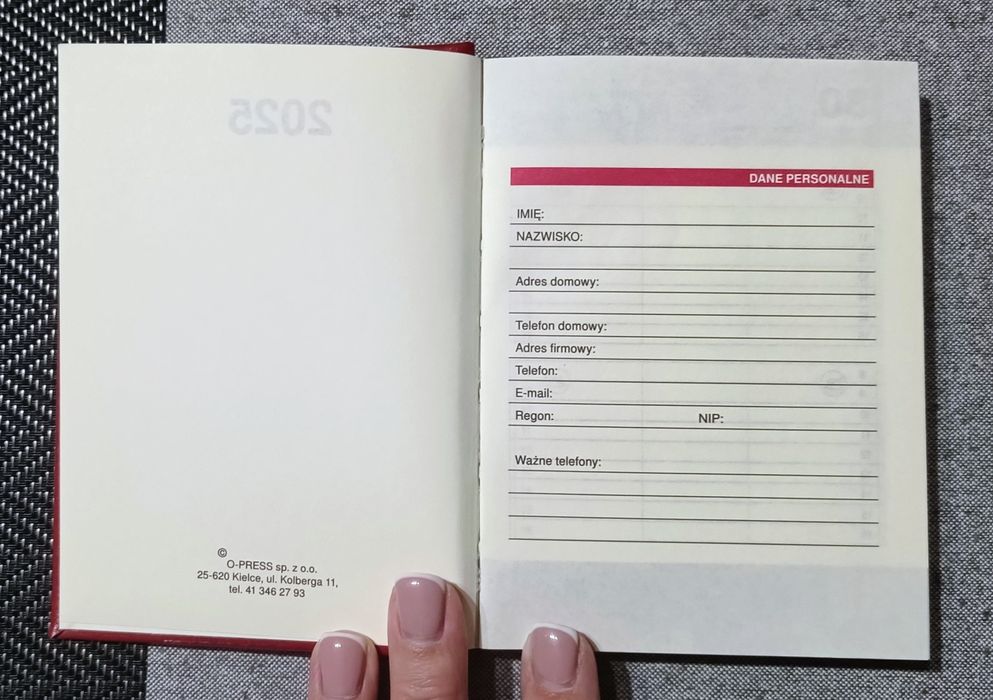 2025
©
O-PRESS sp. z o.o.
25-620 Kielce, ul. Kolberga 11,
tel. 41 346 27 93
30
DANE PERSONALNE
IMIĘ:
NAZWISKO:
Adres domowy:
Telefon domowy:
Adres firmowy:
Telefon:
E-mail:
Regon: NIP:
Ważne telefony: